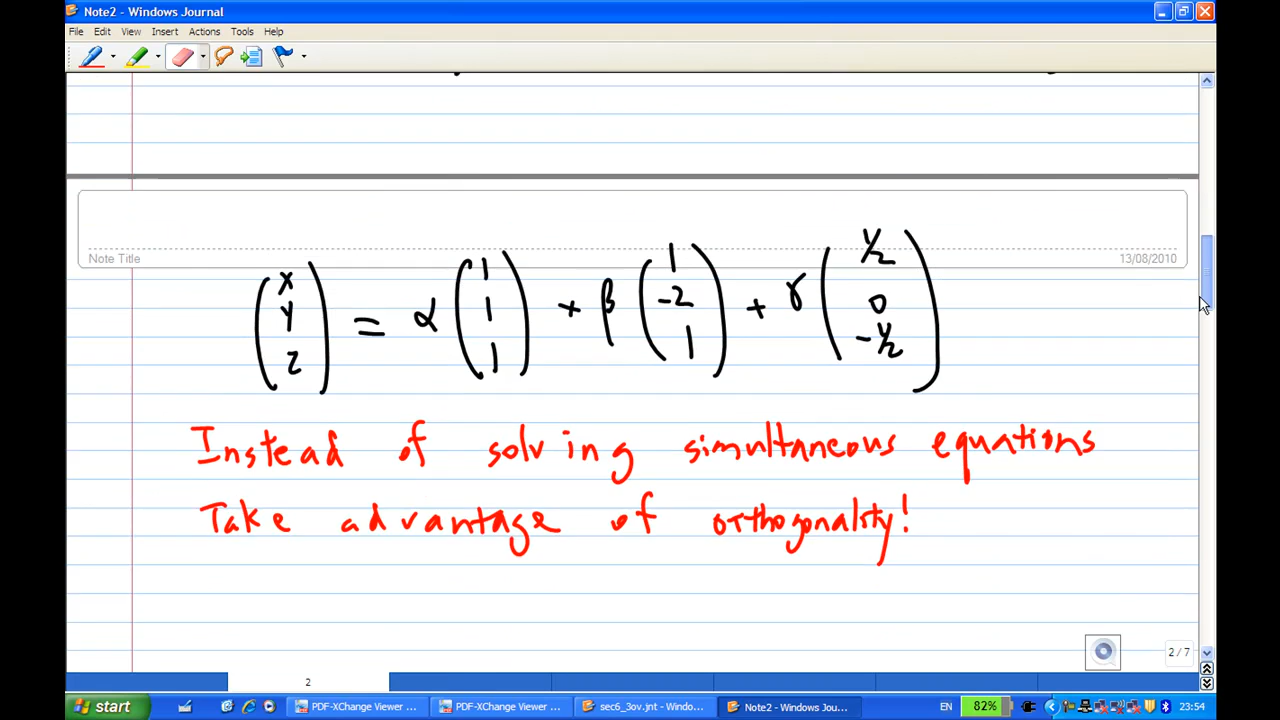 Note2 - Windows Journal
File Edit View Insert Actions Tools Help
Note Title
13/08/2010
(x y z) = α (1 1 1) + β (1 -2 1) + γ (1/2 0 -1/2)
Instead of solving simultaneous equations
Take advantage of orthogonality!
2 / 7
2
start PDF-XChange Viewer ... PDF-XChange Viewer ... sec6_3ov.jnt - Windo... Note2 - Windows Jou... EN 82% 23:54